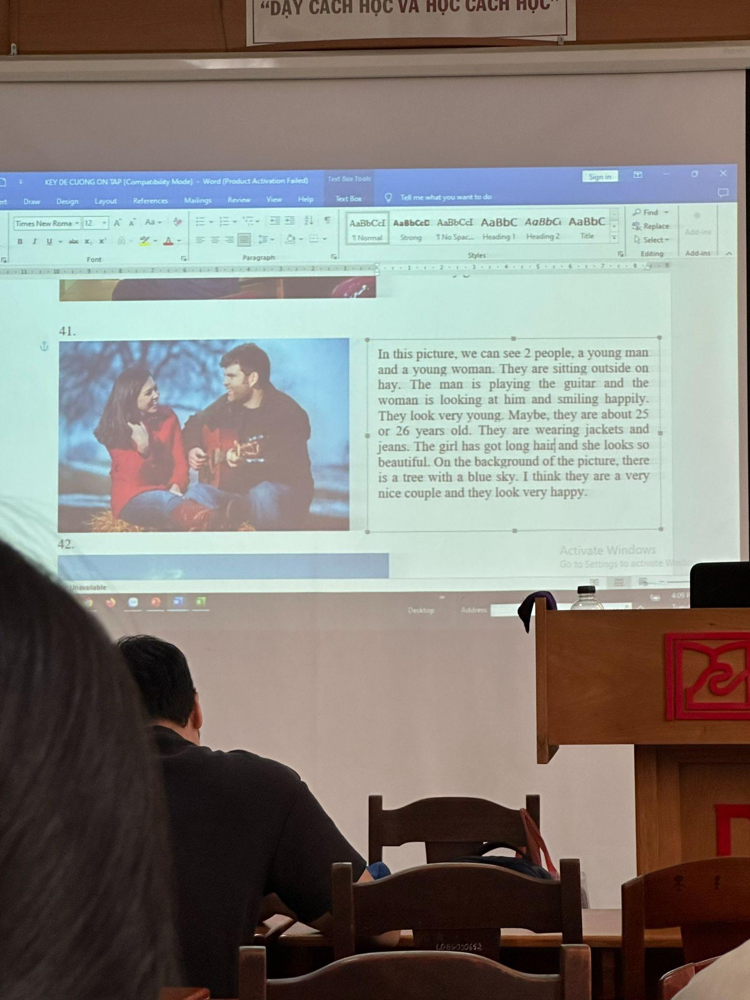 “DẠY CÁCH HỌC VÀ HỌC CÁCH HỌC”
KEY DE CUONG ON TAP [Compatibility Mode] - Word (Product Activation Failed)
Text Box Tools
Sign in
Draw Design Layout References Mailings Review View Help Text Box Tell me what you want to do
Times New Roma 12
AaBbCcI AaBbCcD AaBbCcI AaBbC AaBbCc AaBbC
¶ Normal Strong ¶ No Spac... Heading 1 Heading 2 Title
Find
Replace
Select
Add-ins
Font Paragraph Styles Editing Add-ins
41.
In this picture, we can see 2 people, a young man
and a young woman. They are sitting outside on
hay. The man is playing the guitar and the
woman is looking at him and smiling happily.
They look very young. Maybe, they are about 25
or 26 years old. They are wearing jackets and
jeans. The girl has got long hair and she looks so
beautiful. On the background of the picture, there
is a tree with a blue sky. I think they are a very
nice couple and they look very happy.
42.
Activate Windows
Go to Settings to activate
Unavailable
Desktop Address
4:09